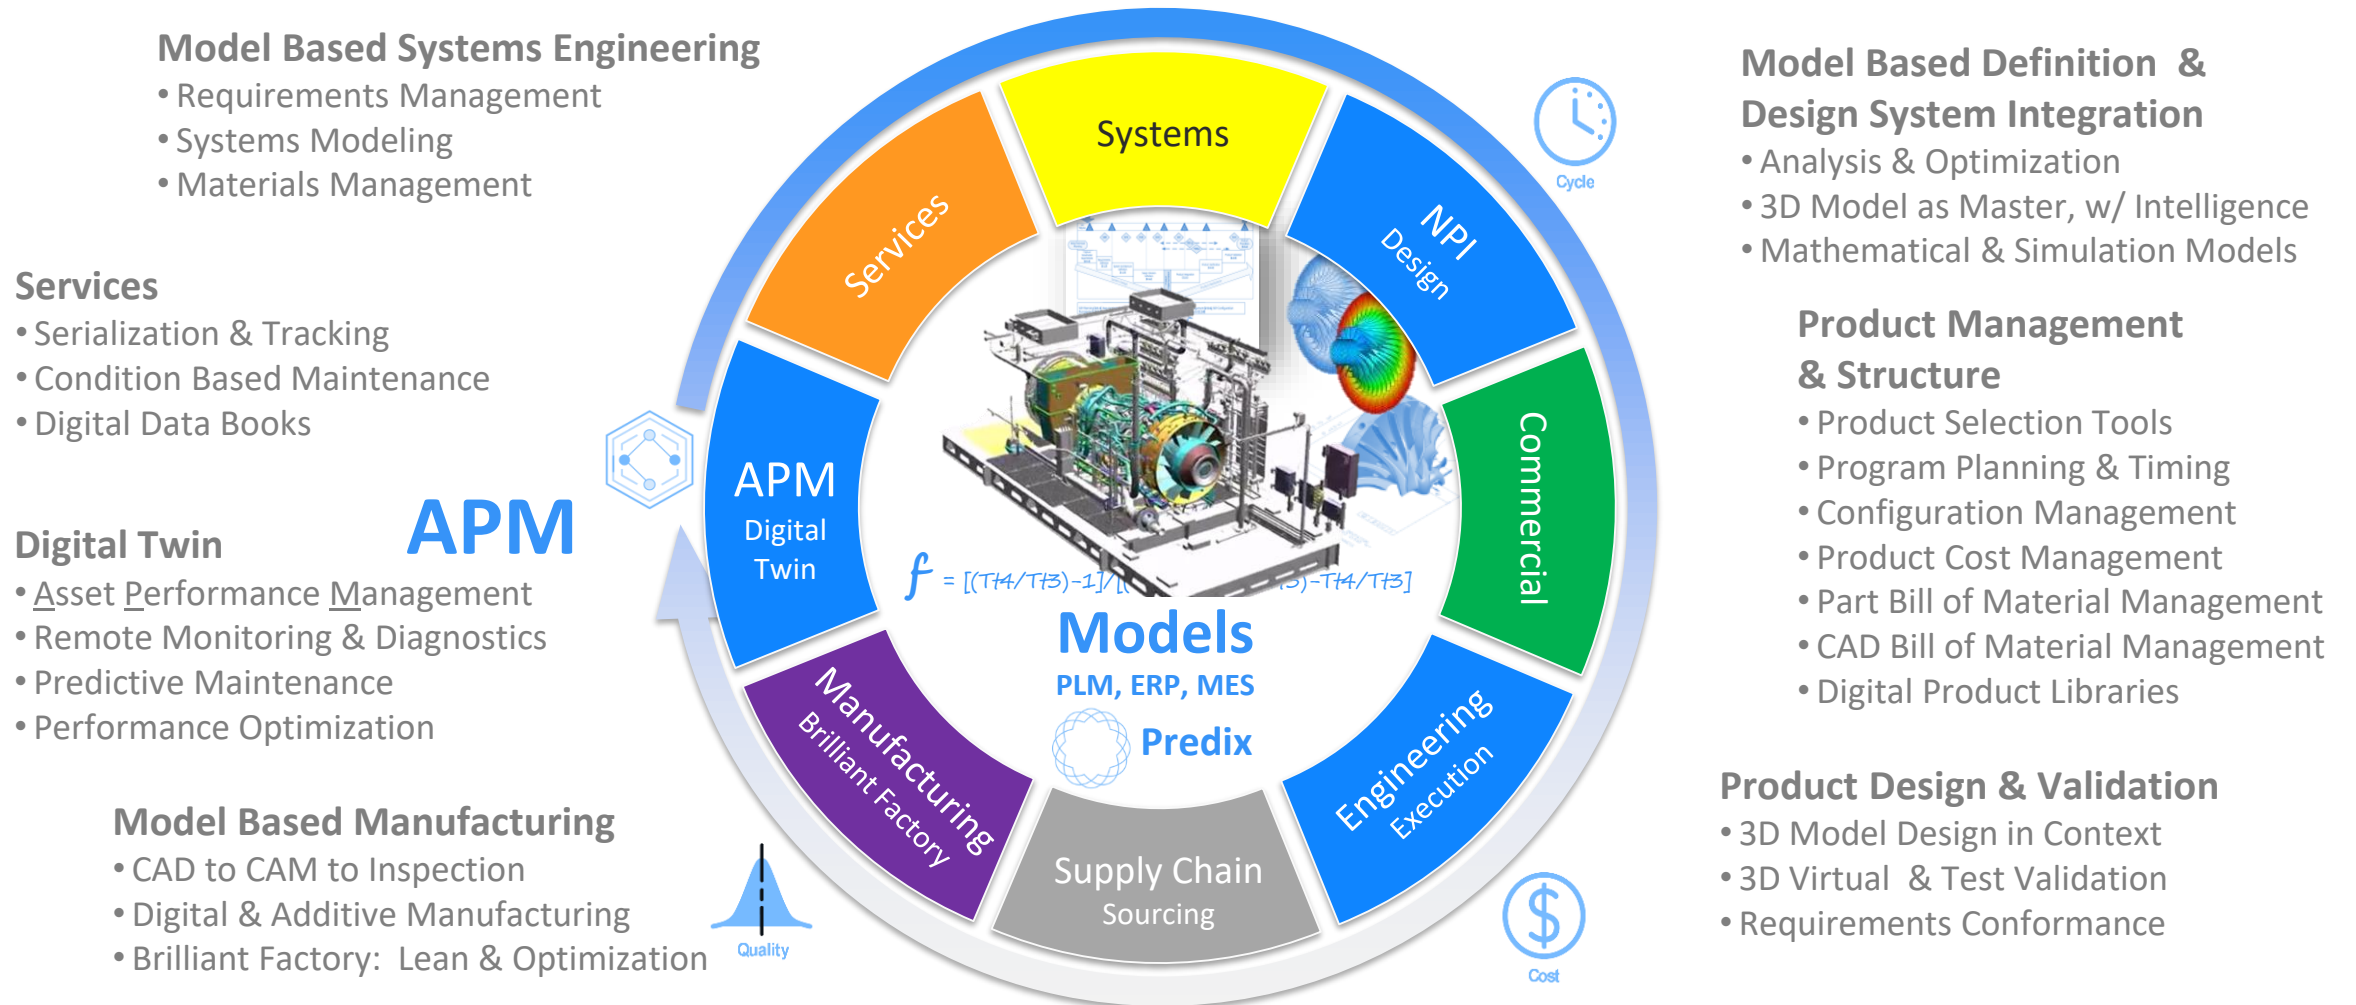 Model Based Systems Engineering
• Requirements Management
• Systems Modeling
• Materials Management
Services
• Serialization & Tracking
• Condition Based Maintenance
• Digital Data Books
APM
Digital Twin
• Asset Performance Management
• Remote Monitoring & Diagnostics
• Predictive Maintenance
• Performance Optimization
Model Based Manufacturing
• CAD to CAM to Inspection
• Digital & Additive Manufacturing
• Brilliant Factory: Lean & Optimization
Systems
NPI
Design
Commercial
Engineering
Execution
Supply Chain
Sourcing
Manufacturing
Brilliant Factory
APM
Digital
Twin
Services
f = [(Tt4/Tt3)-1]/[( )-Tt4/Tt3]
Models
PLM, ERP, MES
Predix
Cycle
Cost
Quality
Model Based Definition &
Design System Integration
• Analysis & Optimization
• 3D Model as Master, w/ Intelligence
• Mathematical & Simulation Models
Product Management
& Structure
• Product Selection Tools
• Program Planning & Timing
• Configuration Management
• Product Cost Management
• Part Bill of Material Management
• CAD Bill of Material Management
• Digital Product Libraries
Product Design & Validation
• 3D Model Design in Context
• 3D Virtual & Test Validation
• Requirements Conformance